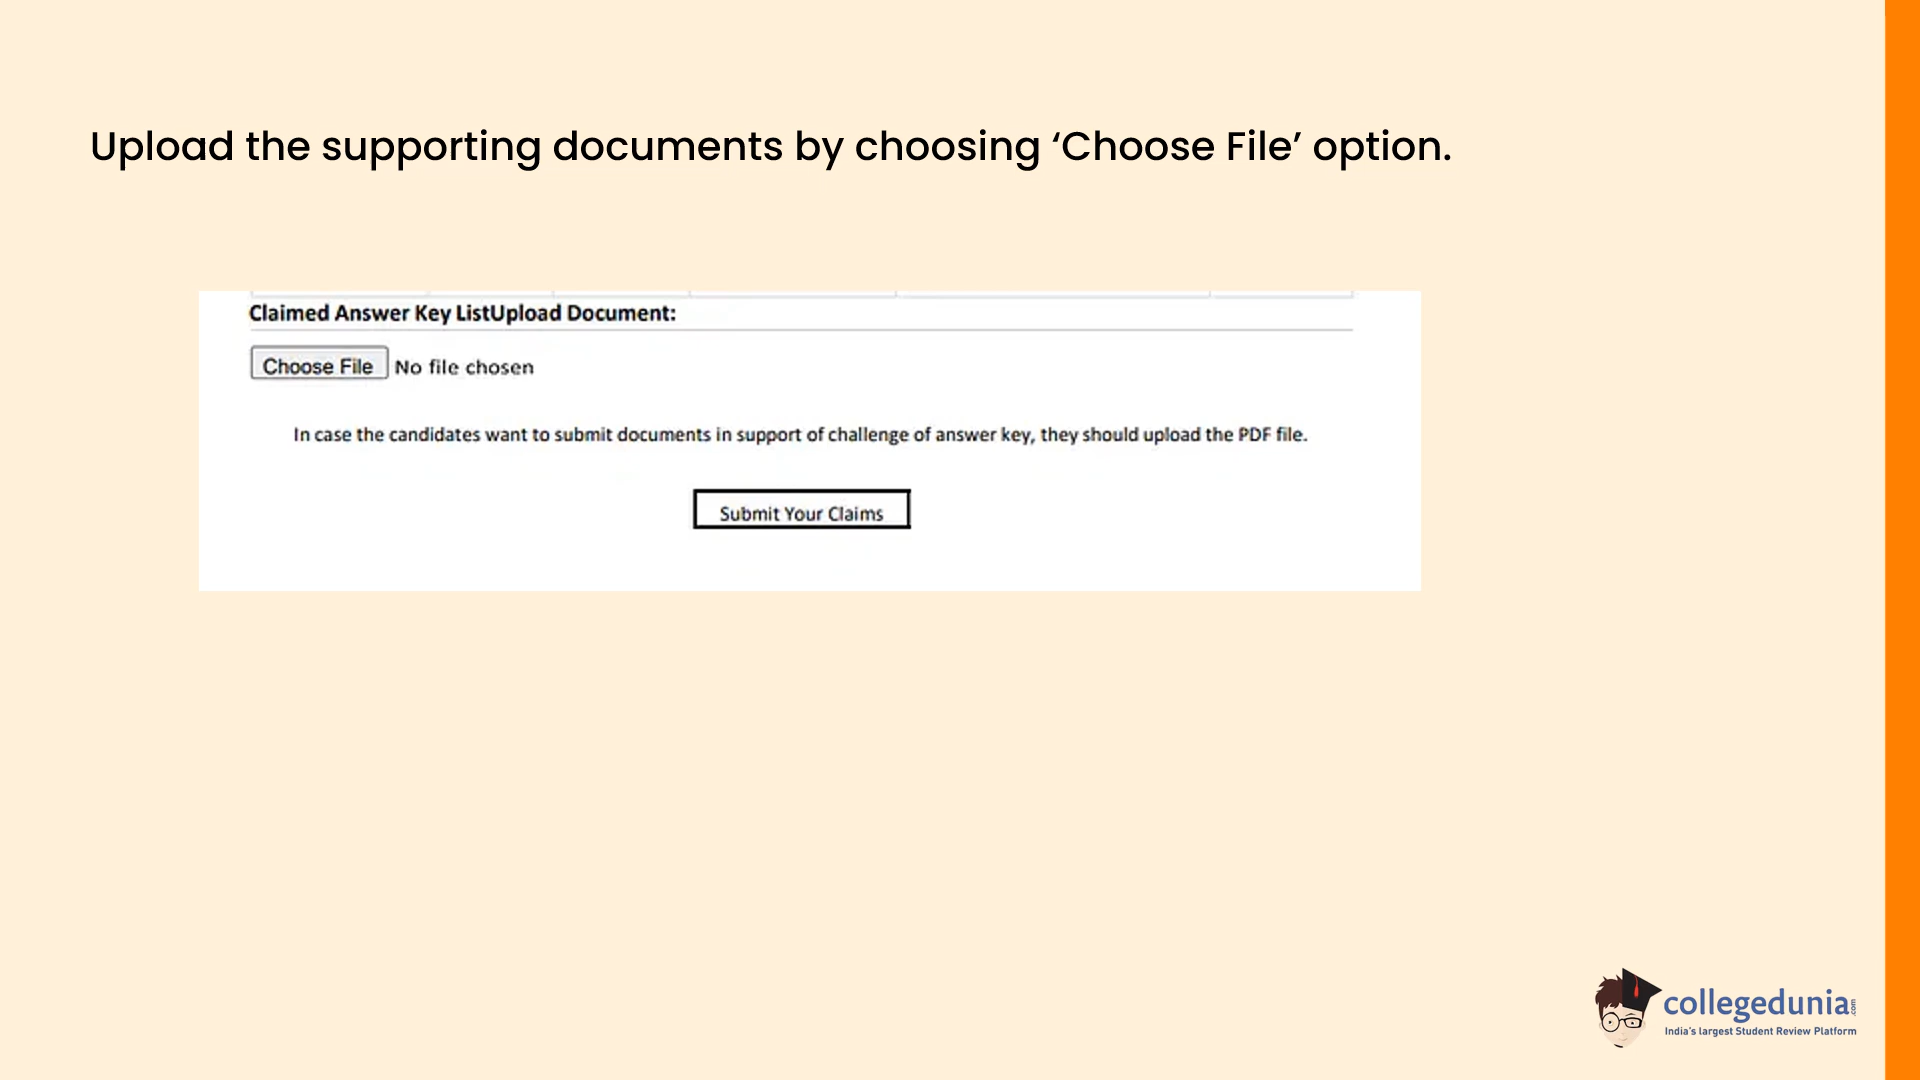 Upload the supporting documents by choosing ‘Choose File’ option.
Claimed Answer Key ListUpload Document:
Choose File No file chosen
In case the candidates want to submit documents in support of challenge of answer key, they should upload the PDF file.
Submit Your Claims
collegedunia.com
India's largest Student Review Platform